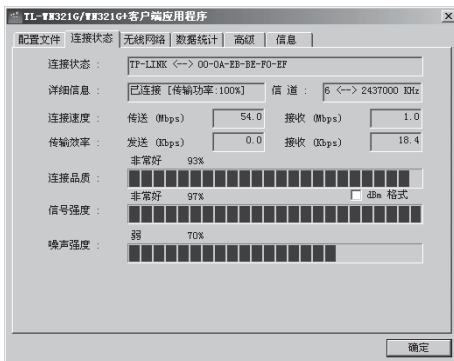 TL-WN321G/WN321G+客户端应用程序
配置文件 连接状态 无线网络 数据统计 高级 信息
连接状态 : TP-LINK <--> 00-0A-EB-BE-F0-EF
详细信息 : 已连接 [传输功率:100%] 信 道 : 6 <--> 2437000 KHz
连接速度 : 传送 (Mbps) 54.0 接收 (Mbps) 1.0
传输效率 : 发送 (Kbps) 0.0 接收 (Kbps) 18.4
非常好 93%
连接品质 :
非常好 97% dBm 格式
信号强度 :
弱 70%
噪声强度 :
确定